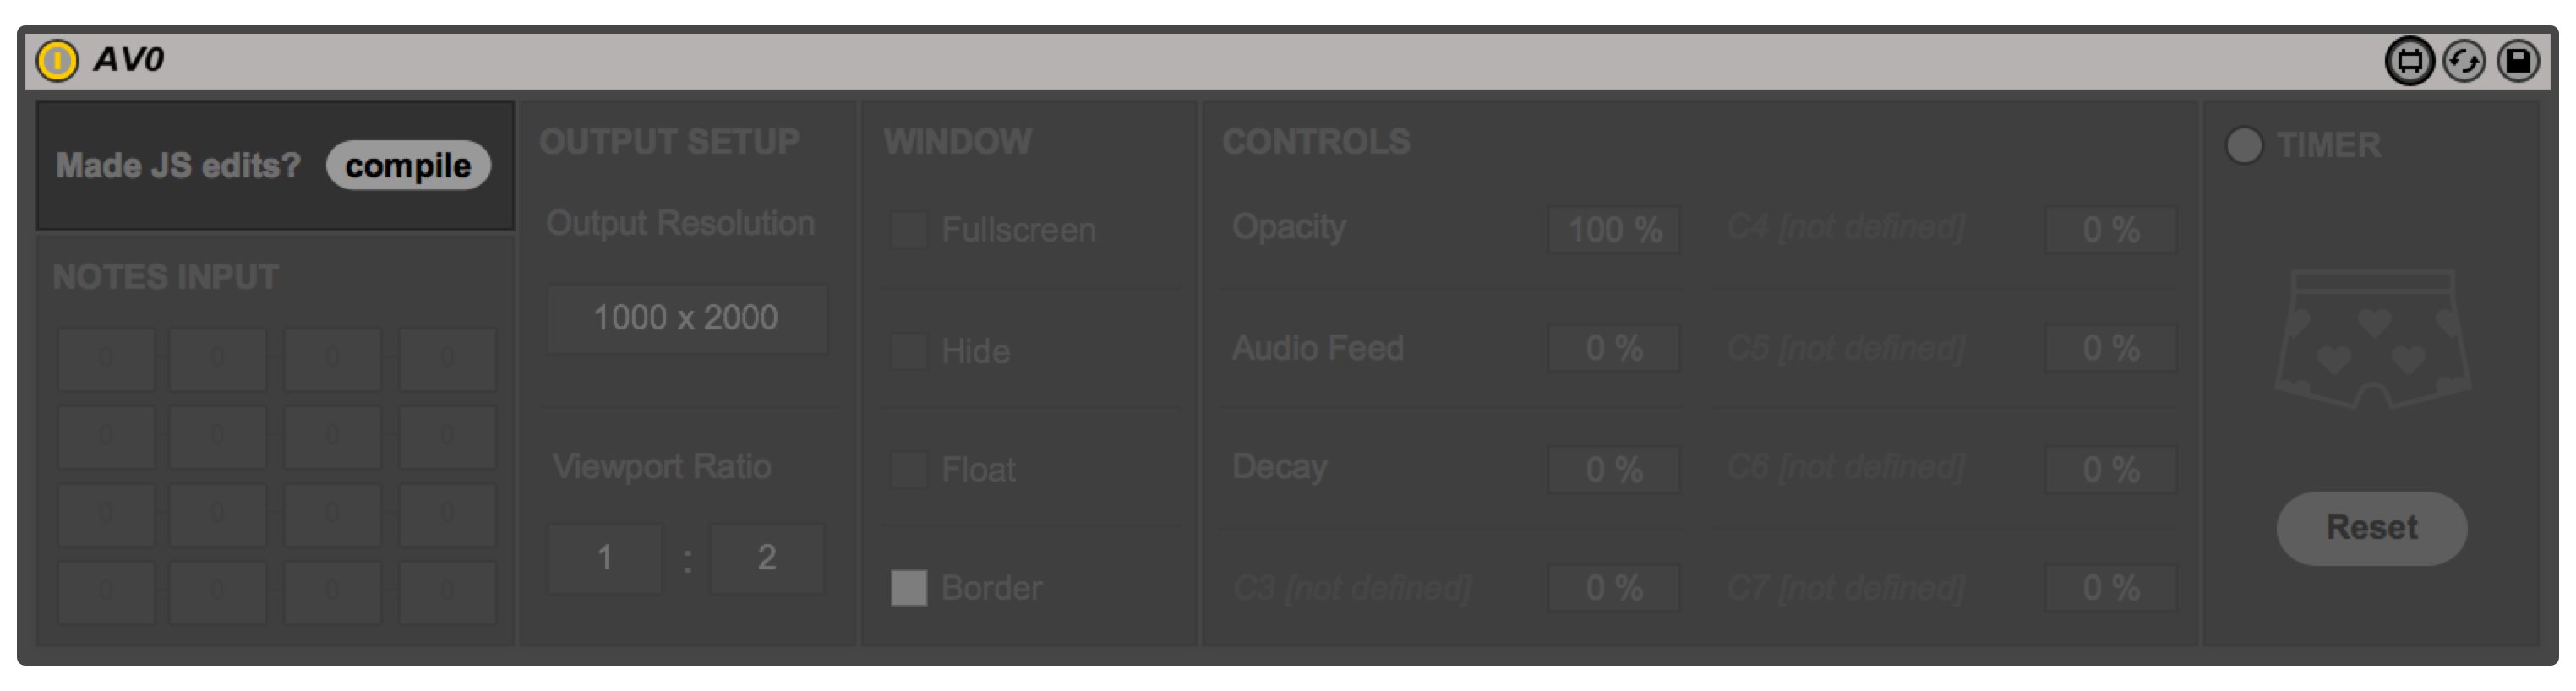 AV0
Made JS edits? compile
NOTES INPUT
0 0 0 0
0 0 0 0
0 0 0 0
0 0 0 0
OUTPUT SETUP
Output Resolution
1000 x 2000
Viewport Ratio
1 : 2
WINDOW
Fullscreen
Hide
Float
Border
CONTROLS
Opacity 100 % C4 [not defined] 0 %
Audio Feed 0 % C5 [not defined] 0 %
Decay 0 % C6 [not defined] 0 %
C3 [not defined] 0 % C7 [not defined] 0 %
TIMER
Reset